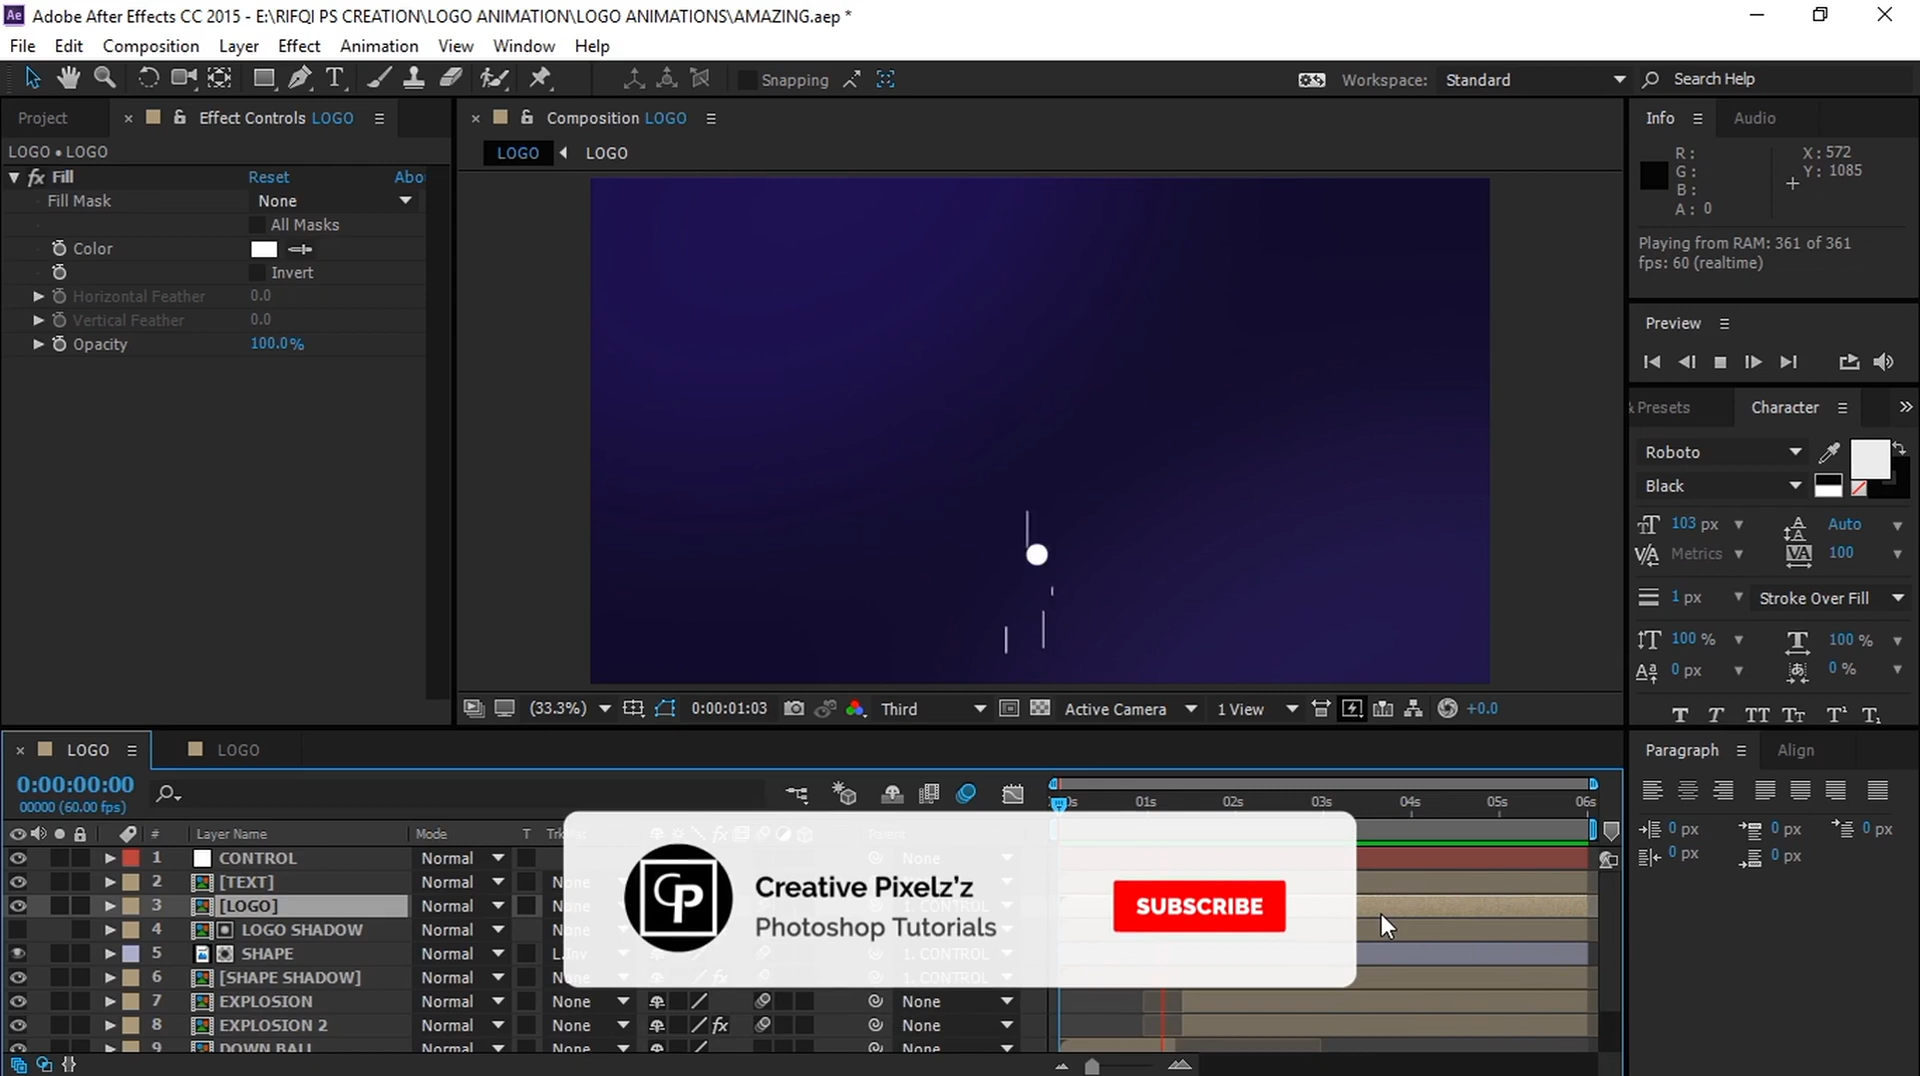 Adobe After Effects CC 2015 - E:\RIFQI PS CREATION\LOGO ANIMATION\LOGO ANIMATIONS\AMAZING.aep *
File Edit Composition Layer Effect Animation View Window Help
Snapping Workspace: Standard Search Help
Project Effect Controls LOGO Composition LOGO Info Audio
LOGO • LOGO LOGO LOGO
R: X: 572
G: Y: 1085
B:
A: 0
fx Fill Reset Abo
Fill Mask None
All Masks
Color
Invert
Horizontal Feather 0.0
Vertical Feather 0.0
Opacity 100.0%
Playing from RAM: 361 of 361
fps: 60 (realtime)
Preview
& Presets Character
Roboto
Black
103 px Auto
Metrics 100
1 px Stroke Over Fill
100 % 100 %
0 px 0 %
(33.3%) 0:00:01:03 Third Active Camera 1 View +0.0
LOGO LOGO
Paragraph Align
0:00:00:00
00000 (60.00 fps)
01s 02s 03s 04s 05s 06s
0 px 0 px 0 px
0 px 0 px
# Layer Name Mode T
1 CONTROL Normal None
2 [TEXT] Normal None
3 [LOGO] Normal 1. CONTROL
4 LOGO SHADOW Normal
5 SHAPE Normal L.Inv 1. CONTROL
6 [SHAPE SHADOW] Normal None fx 1. CONTROL
7 EXPLOSION Normal None None
8 EXPLOSION 2 Normal None fx None
9 DOWN BALL Normal None None
Creative Pixelz’z
Photoshop Tutorials
CP
SUBSCRIBE